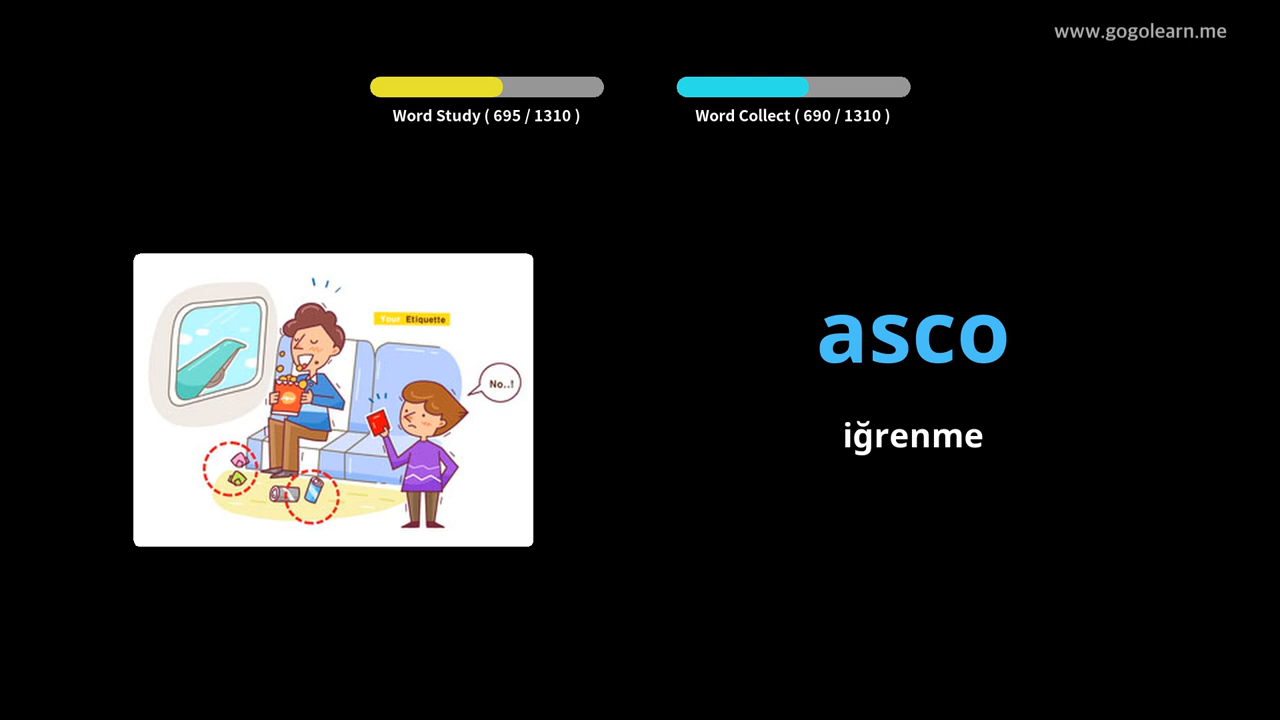 www.gogolearn.me
Word Study ( 695 / 1310 )
Word Collect ( 690 / 1310 )
Your Etiquette
No..!
asco
iğrenme